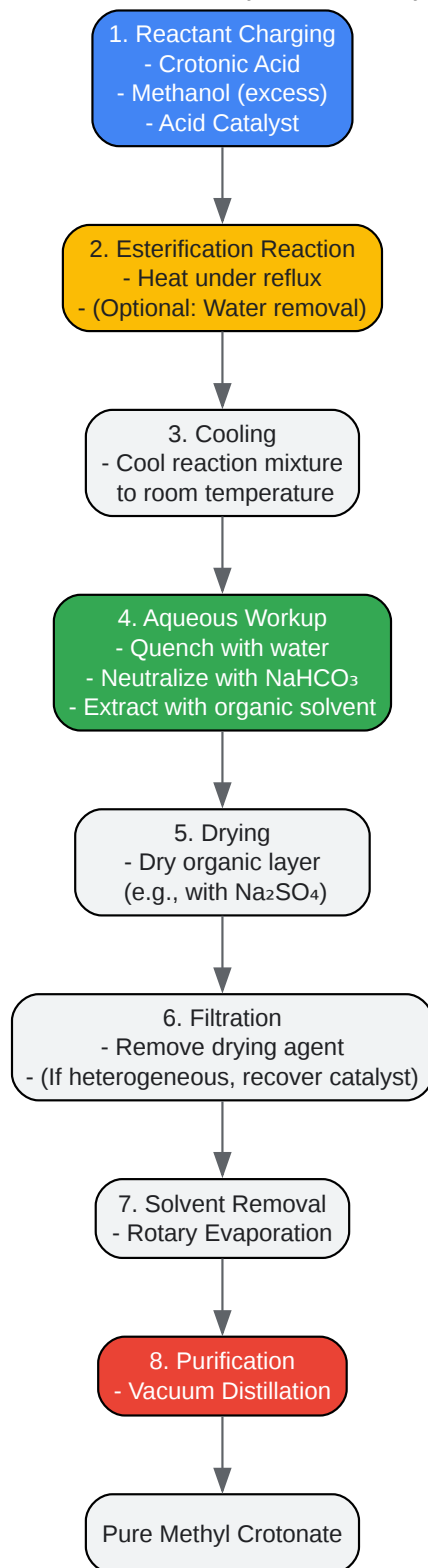 1. Reactant Charging
- Crotonic Acid
- Methanol (excess)
- Acid Catalyst
2. Esterification Reaction
- Heat under reflux
- (Optional: Water removal)
3. Cooling
- Cool reaction mixture
to room temperature
4. Aqueous Workup
- Quench with water
- Neutralize with NaHCO₃
- Extract with organic solvent
5. Drying
- Dry organic layer
(e.g., with Na₂SO₄)
6. Filtration
- Remove drying agent
- (If heterogeneous, recover catalyst)
7. Solvent Removal
- Rotary Evaporation
8. Purification
- Vacuum Distillation
Pure Methyl Crotonate